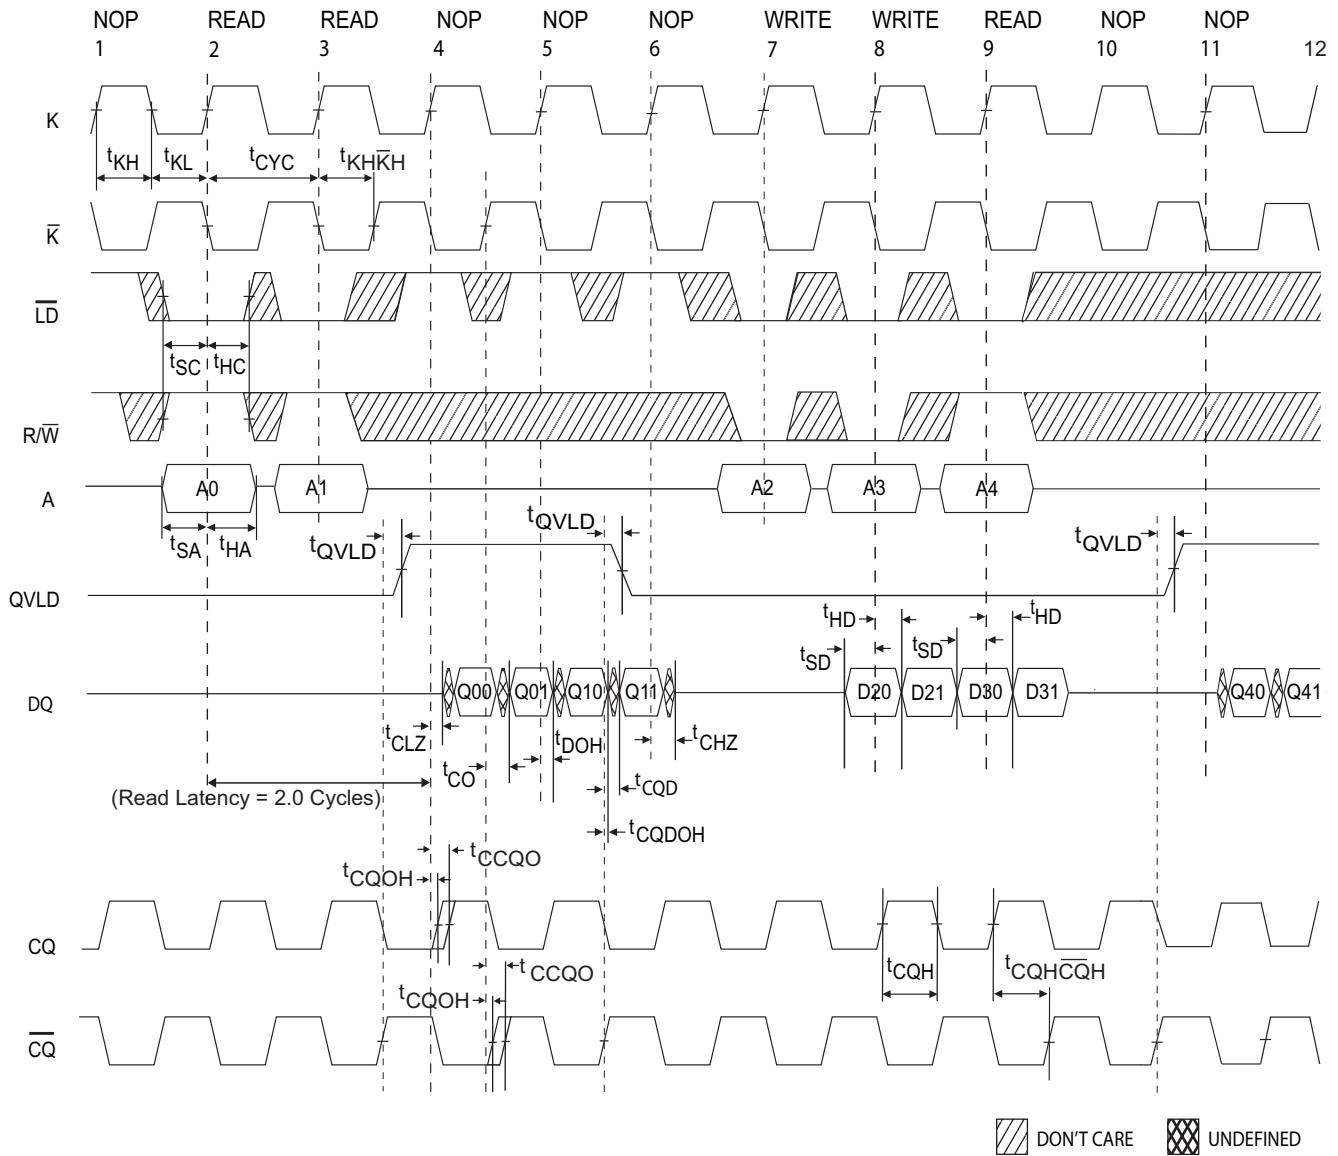 NOP READ READ NOP NOP NOP WRITE WRITE READ NOP NOP
1 2 3 4 5 6 7 8 9 10 11 12
K
tKH tKL tCYC tKHK̅H
K̅
L̅D̅
tSC tHC
R/W̅
A A0 A1 A2 A3 A4
tSA tHA tQVLD tQVLD tQVLD
QVLD
tHD tHD
tSD tSD
DQ Q00 Q01 Q10 Q11 D20 D21 D30 D31 Q40 Q41
tCLZ tDOH tCHZ
tCO tCQD
(Read Latency = 2.0 Cycles)
tCQDOH
tCCQO
tCQOH
CQ
tCQH tCQHC̅Q̅H
tCCQO
tCQOH
C̅Q̅
DON'T CARE UNDEFINED